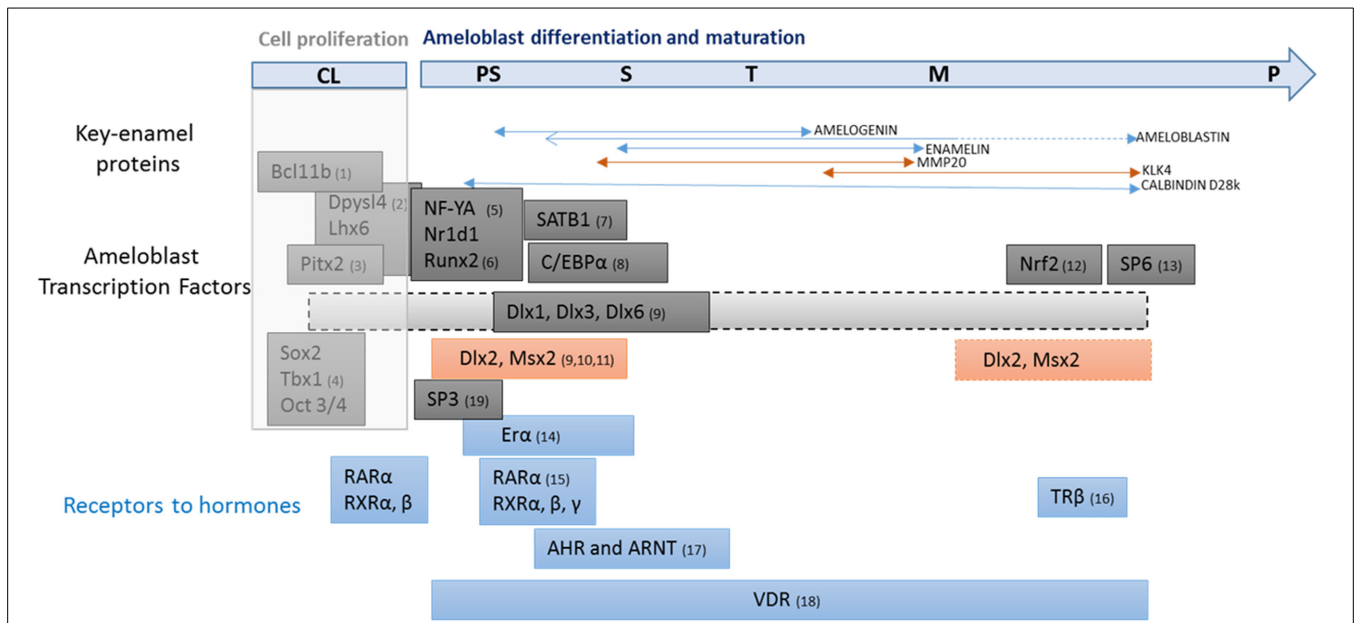 Cell proliferation
Ameloblast differentiation and maturation
CL
PS
S
T
M
P
Key-enamel
proteins
AMELOGENIN
AMELOBLASTIN
ENAMELIN
MMP20
KLK4
CALBINDIN D28k
Bcl11b (1)
Dpysl4 (2)
Lhx6
Pitx2 (3)
NF-YA (5)
Nr1d1
Runx2 (6)
SATB1 (7)
C/EBPα (8)
Nrf2 (12)
SP6 (13)
Ameloblast
Transcription Factors
Dlx1, Dlx3, Dlx6 (9)
Sox2
Tbx1 (4)
Oct 3/4
Dlx2, Msx2 (9,10,11)
Dlx2, Msx2
SP3 (19)
Erα (14)
Receptors to hormones
RARα
RXRα, β
RARα (15)
RXRα, β, γ
TRβ (16)
AHR and ARNT (17)
VDR (18)